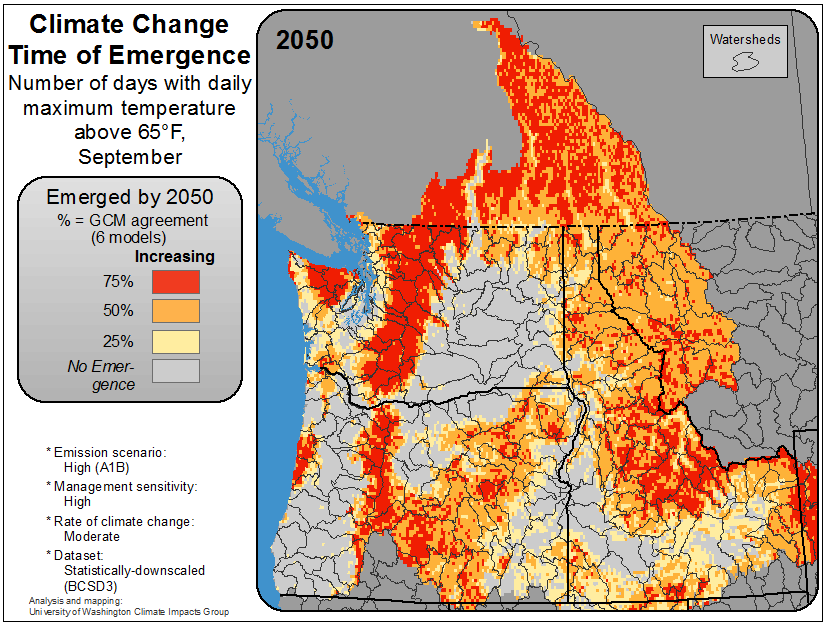 Climate Change
Time of Emergence
Number of days with daily
maximum temperature
above 65°F,
September
Emerged by 2050
% = GCM agreement
(6 models)
Increasing
75%
50%
25%
No Emer-
gence
* Emission scenario:
High (A1B)
* Management sensitivity:
High
* Rate of climate change:
Moderate
* Dataset:
Statistically-downscaled
(BCSD3)
Analysis and mapping:
University of Washington Climate Impacts Group
2050
Watersheds